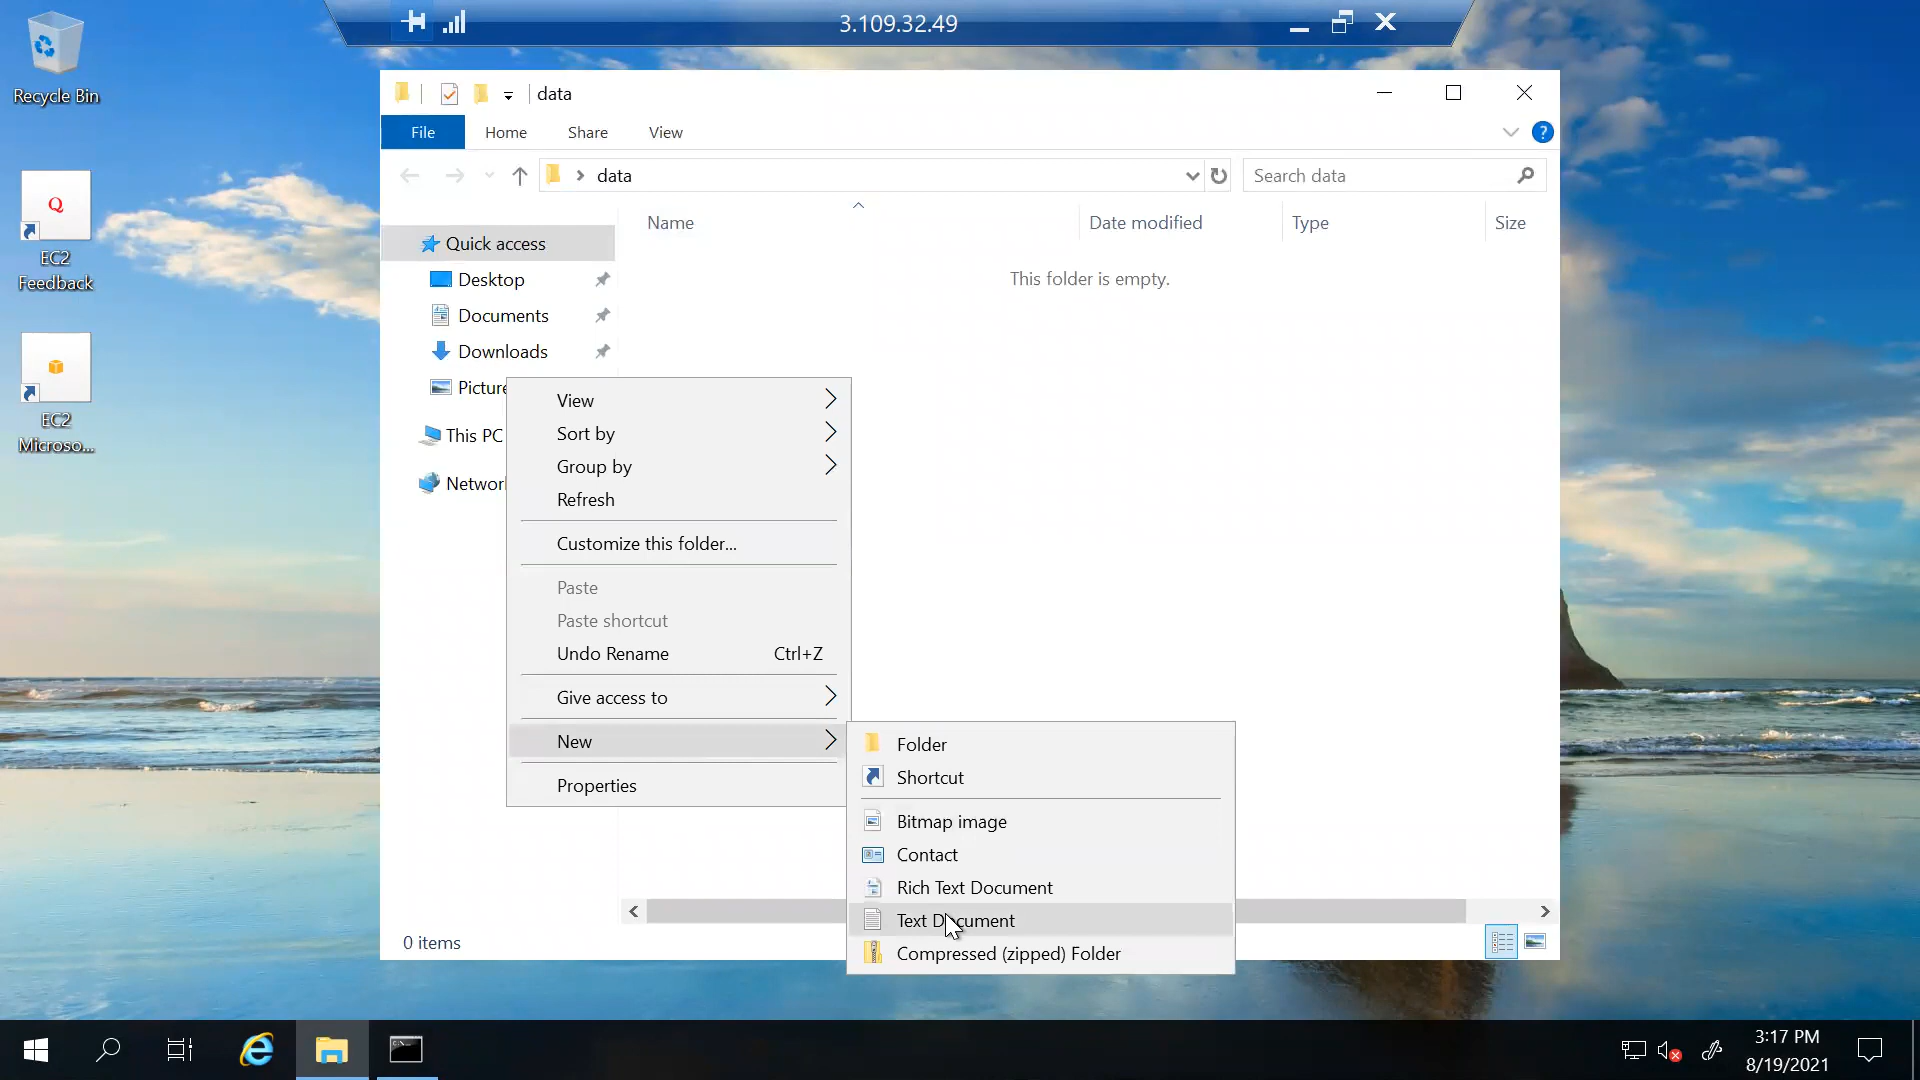 3.109.32.49
Recycle Bin
data
File
Home
Share
View
?
data
Search data
Name
Date modified
Type
Size
This folder is empty.
Quick access
Desktop
Documents
Downloads
Picture
This PC
Networ
Q
EC2
Feedback
EC2
Microso...
View
Sort by
Group by
Refresh
Customize this folder...
Paste
Paste shortcut
Undo Rename Ctrl+Z
Give access to
New
Properties
Folder
Shortcut
Bitmap image
Contact
Rich Text Document
Text Document
Compressed (zipped) Folder
0 items
3:17 PM
8/19/2021